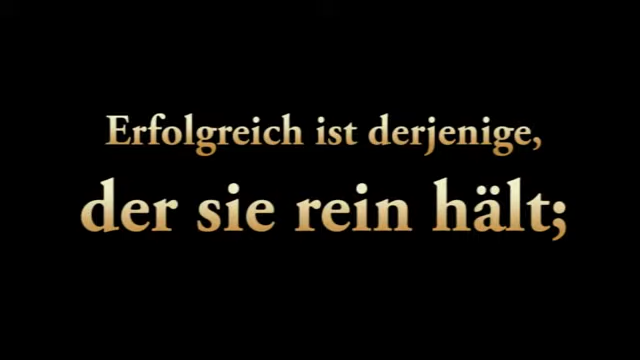 Erfolgreich ist derjenige,
der sie rein hält;